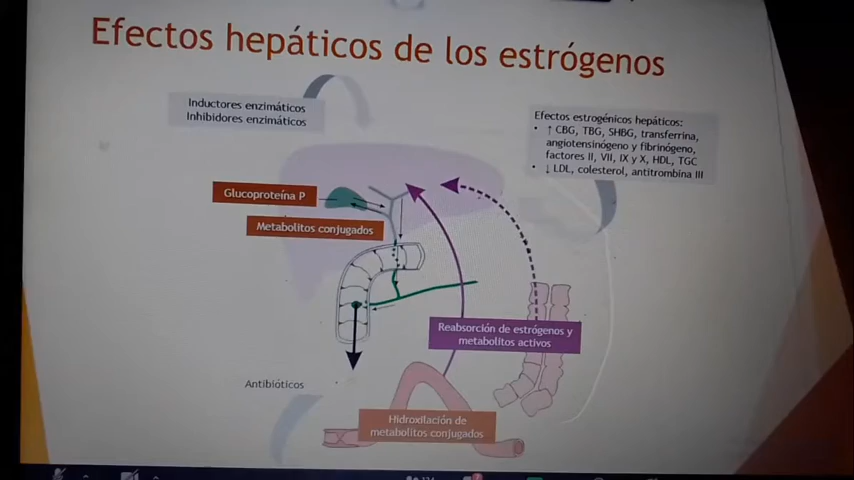 Efectos hepáticos de los estrógenos
Inductores enzimáticos
Inhibidores enzimáticos
Efectos estrogénicos hepáticos:
• ↑ CBG, TBG, SHBG, transferrina,
angiotensinógeno y fibrinógeno,
factores II, VII, IX y X, HDL, TGC
• ↓ LDL, colesterol, antitrombina III
Glucoproteína P
Metabolitos conjugados
Reabsorción de estrógenos y
metabolitos activos
Antibióticos
Hidroxilación de
metabolitos conjugados